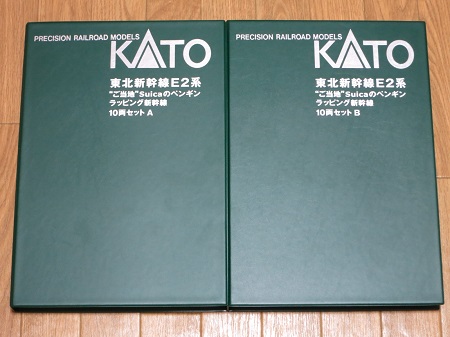 PRECISION RAILROAD MODELS
KATO
東北新幹線E2系
"ご当地"Suicaのペンギン
ラッピング新幹線
10両セットA
PRECISION RAILROAD MODELS
KATO
東北新幹線E2系
"ご当地"Suicaのペンギン
ラッピング新幹線
10両セットB